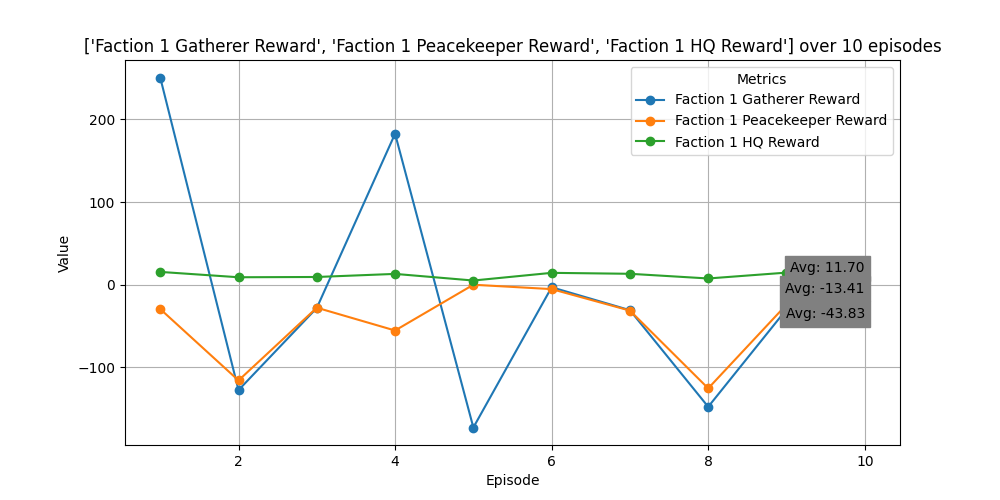 ['Faction 1 Gatherer Reward', 'Faction 1 Peacekeeper Reward', 'Faction 1 HQ Reward'] over 10 episodes
Metrics
Faction 1 Gatherer Reward
Faction 1 Peacekeeper Reward
Faction 1 HQ Reward
200
100
0
−100
Value
Avg: 11.70
Avg: -13.41
Avg: -43.83
2
4
6
8
10
Episode